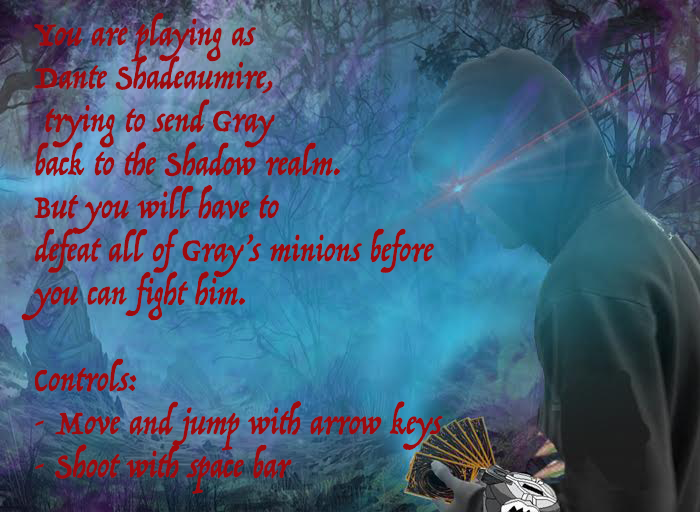 You are playing as
Dante Shadeaumire,
trying to send Gray
back to the Shadow realm.
But you will have to
defeat all of Gray's minions before
you can fight him.
Controls:
- Move and jump with arrow keys
- Shoot with space bar